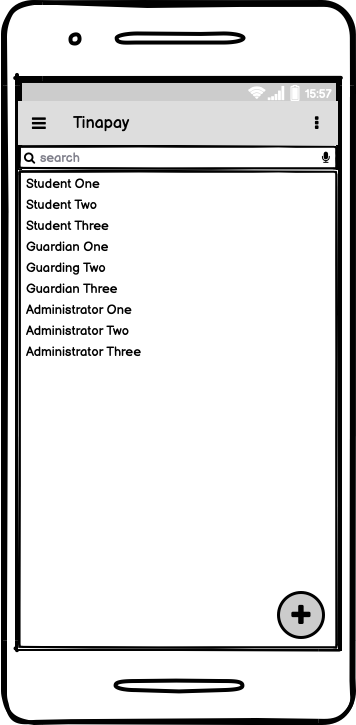 15:57
Tinapay
search
Student One
Student Two
Student Three
Guardian One
Guarding Two
Guardian Three
Administrator One
Administrator Two
Administrator Three